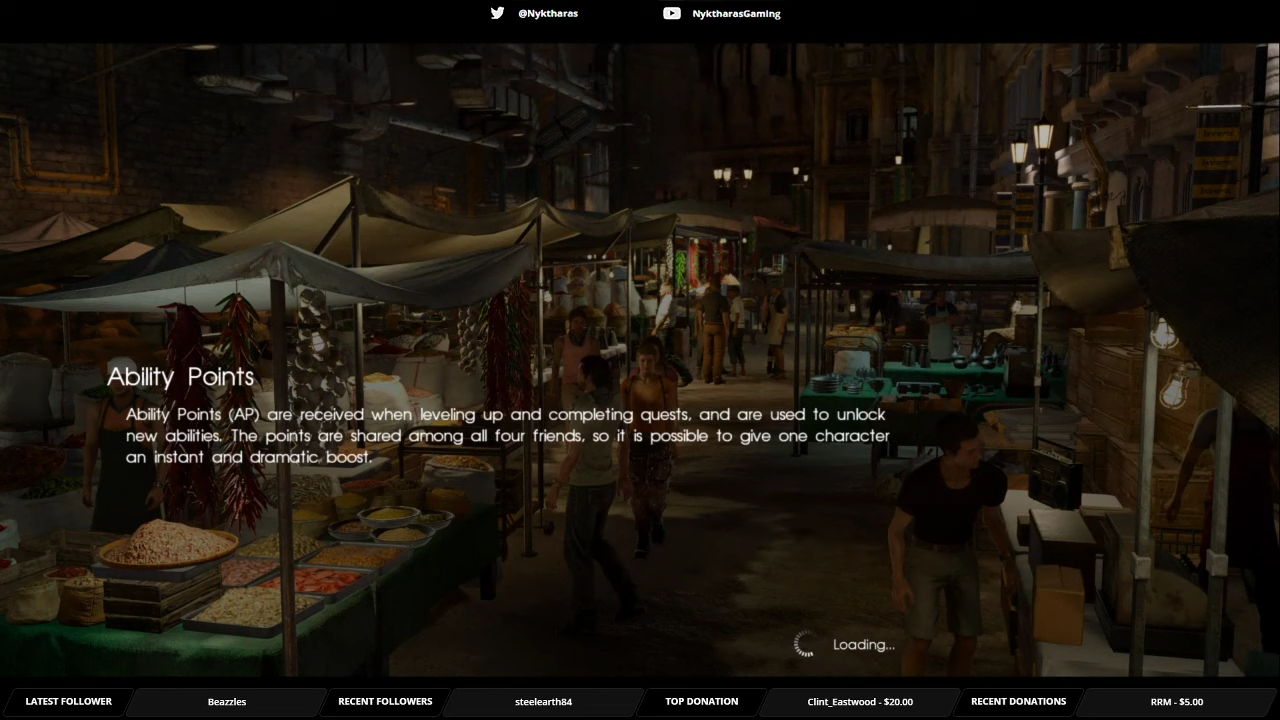 @Nyktharas
NyktharasGaming
Ability Points
Ability Points (AP) are received when leveling up and completing quests, and are used to unlock
new abilities. The points are shared among all four friends, so it is possible to give one character
an instant and dramatic boost.
Loading...
LATEST FOLLOWER
Beazzles
RECENT FOLLOWERS
steelearth84
TOP DONATION
Clint_Eastwood - $20.00
RECENT DONATIONS
RRM - $5.00